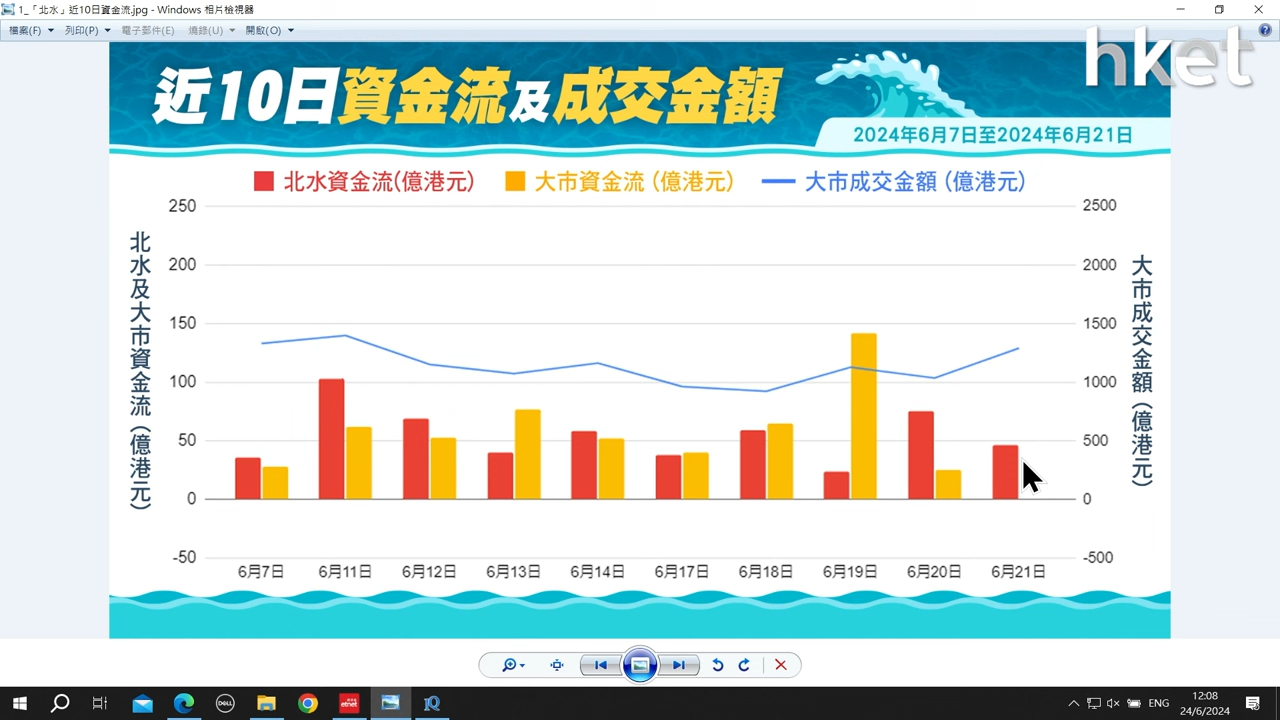 1_「北水」近10日資金流.jpg - Windows 相片檢視器
檔案(F) 列印(P) 電子郵件(E) 燒錄(U) 開啟(O)
hket
近10日資金流及成交金額
2024年6月7日至2024年6月21日
北水資金流(億港元) 大市資金流 (億港元) 大市成交金額 (億港元)
北水及大市資金流(億港元)
250
200
150
100
50
0
-50
2500
2000
1500
1000
500
0
-500
大市成交金額(億港元)
6月7日 6月11日 6月12日 6月13日 6月14日 6月17日 6月18日 6月19日 6月20日 6月21日
DELL
etnet
IQ
ENG
12:08
24/6/2024